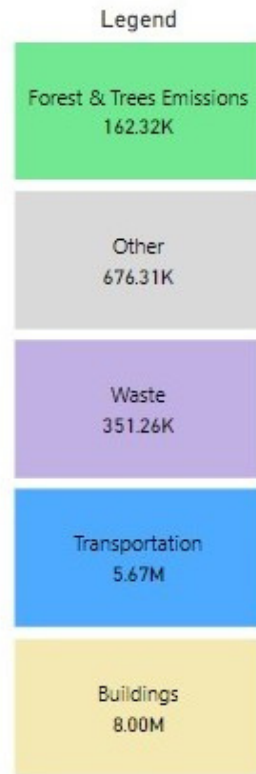 Legend
Forest & Trees Emissions
162.32K
Other
676.31K
Waste
351.26K
Transportation
5.67M
Buildings
8.00M